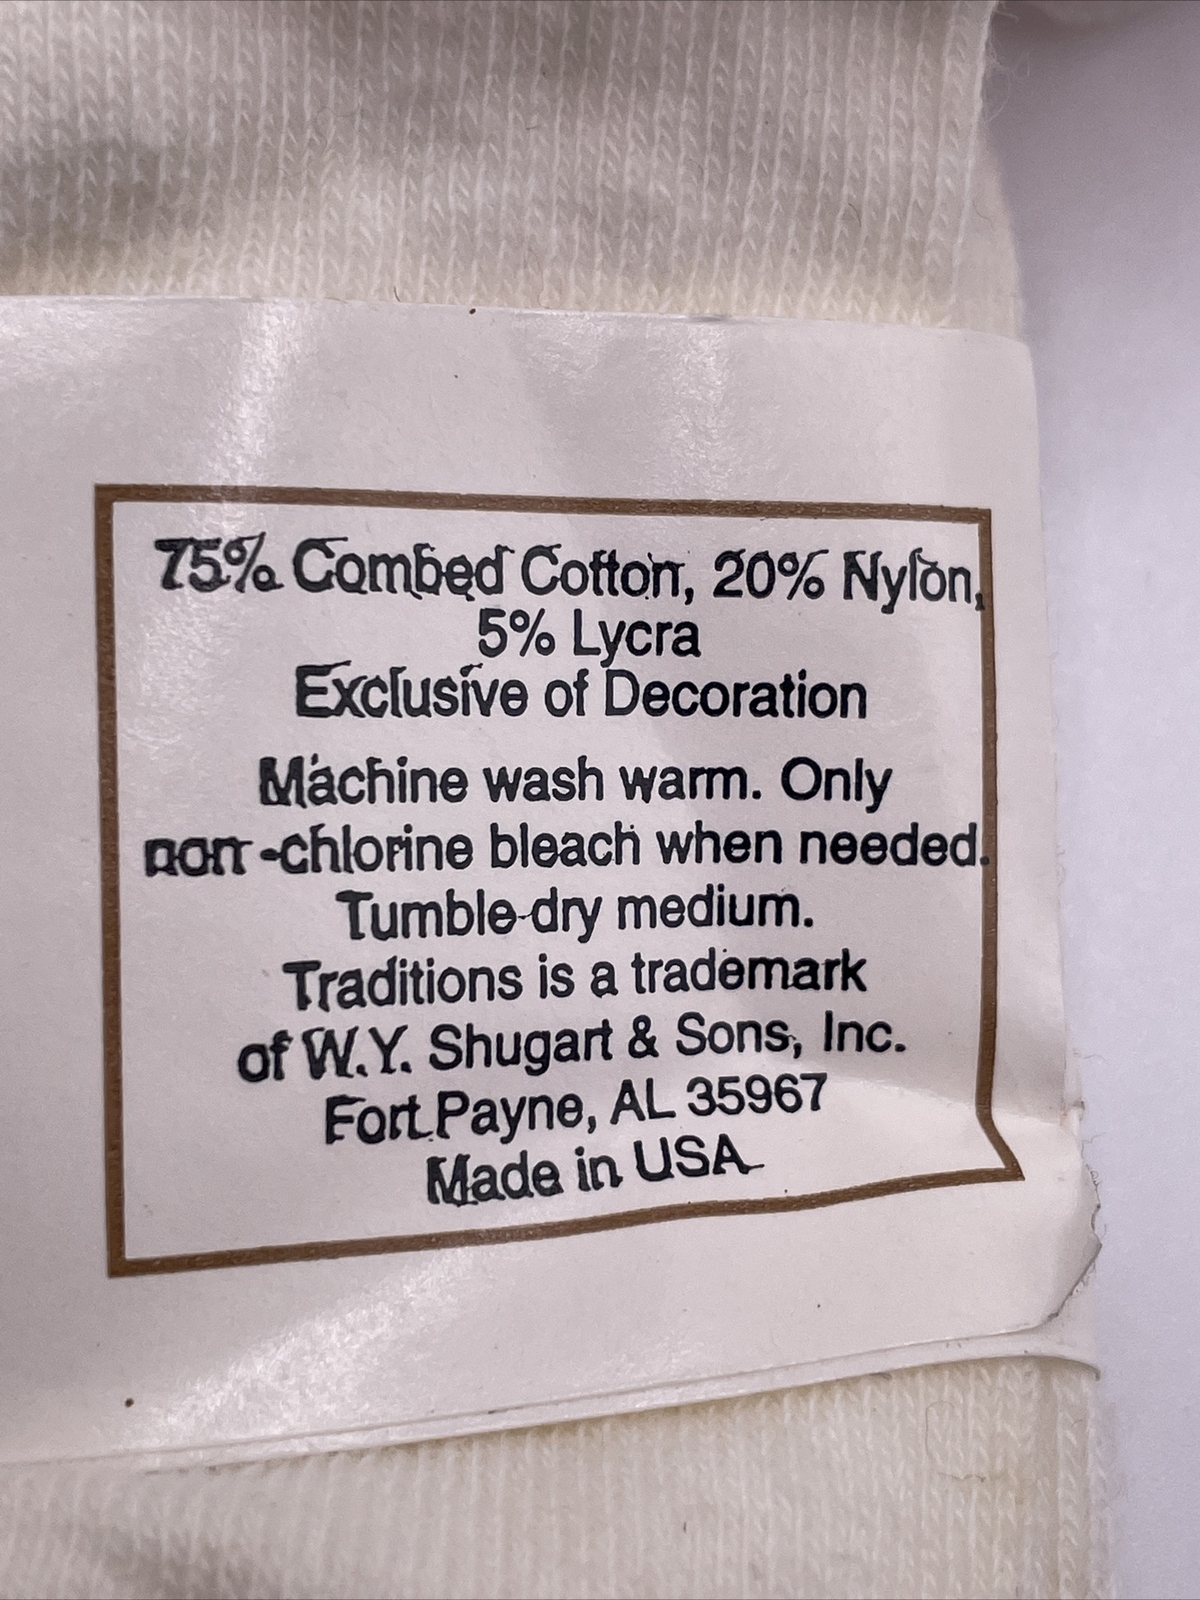 75% Combed Cotton, 20% Nylon,
5% Lycra
Exclusive of Decoration
Machine wash warm. Only
non-chlorine bleach when needed.
Tumble dry medium.
Traditions is a trademark
of W.Y. Shugart & Sons, Inc.
Fort Payne, AL 35967
Made in USA